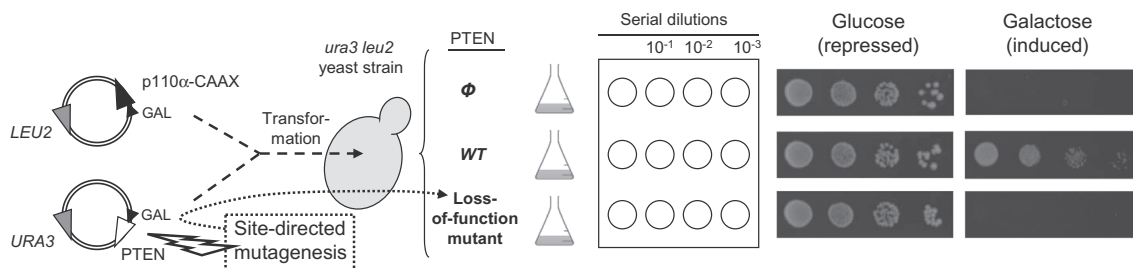 p110α-CAAX
GAL
LEU2
URA3
GAL
PTEN
Site-directed
mutagenesis
Transfor-
mation
ura3 leu2
yeast strain
PTEN
Φ
WT
Loss-
of-function
mutant
Serial dilutions
10-1 10-2 10-3
Glucose
(repressed)
Galactose
(induced)